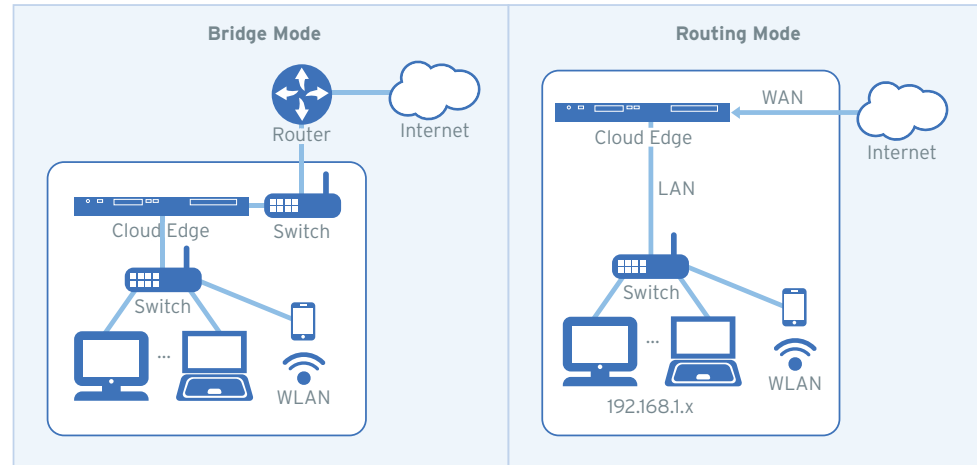 Bridge Mode
Router
Internet
Cloud Edge
Switch
Switch
...
WLAN
Routing Mode
WAN
Cloud Edge
Internet
LAN
Switch
...
WLAN
192.168.1.x